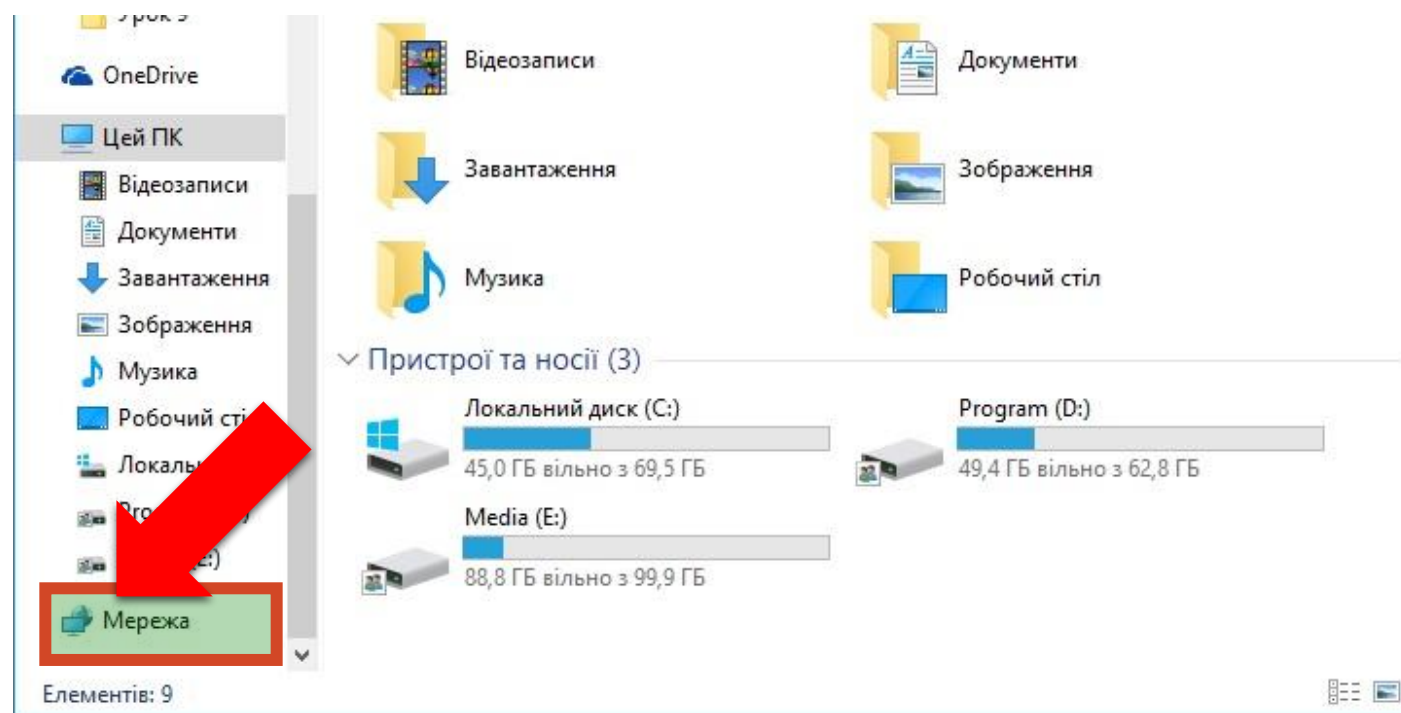 OneDrive
Цей ПК
Відеозаписи
Документи
Завантаження
Зображення
Музика
Робочий
Мережа
Елементів: 9
Відеозаписи
Документи
Завантаження
Зображення
Музика
Робочий стіл
Пристрої та носії (3)
Локальний диск (C:)
45,0 ГБ вільно з 69,5 ГБ
Program (D:)
49,4 ГБ вільно з 62,8 ГБ
Media (E:)
88,8 ГБ вільно з 99,9 ГБ